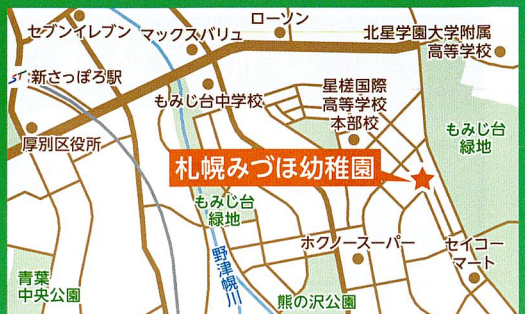 ローソン
セブンイレブン
マックスバリュ
北星学園大学附属
高等学校
新さっぽろ駅
もみじ台中学校
星槎国際
高等学校
本部校
もみじ台
緑地
厚別区役所
札幌みづほ幼稚園
もみじ台
緑地
ホクノースーパー
セイコー
マート
野津幌川
青葉
中央公園
熊の沢公園